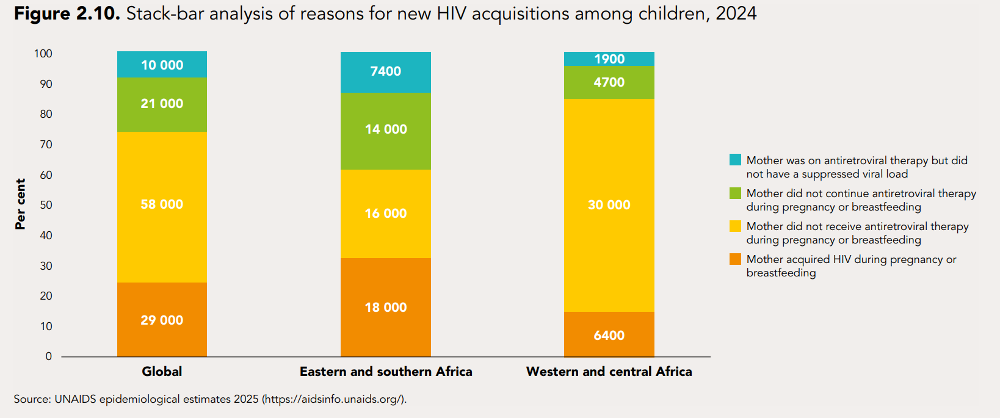 Figure 2.10. Stack-bar analysis of reasons for new HIV acquisitions among children, 2024
Per cent
100
90
80
70
60
50
40
30
20
10
0
10 000
21 000
58 000
29 000
7400
14 000
16 000
18 000
1900
4700
30 000
6400
Global
Eastern and southern Africa
Western and central Africa
Mother was on antiretroviral therapy but did
not have a suppressed viral load
Mother did not continue antiretroviral therapy
during pregnancy or breastfeeding
Mother did not receive antiretroviral therapy
during pregnancy or breastfeeding
Mother acquired HIV during pregnancy or
breastfeeding
Source: UNAIDS epidemiological estimates 2025 (https://aidsinfo.unaids.org/).